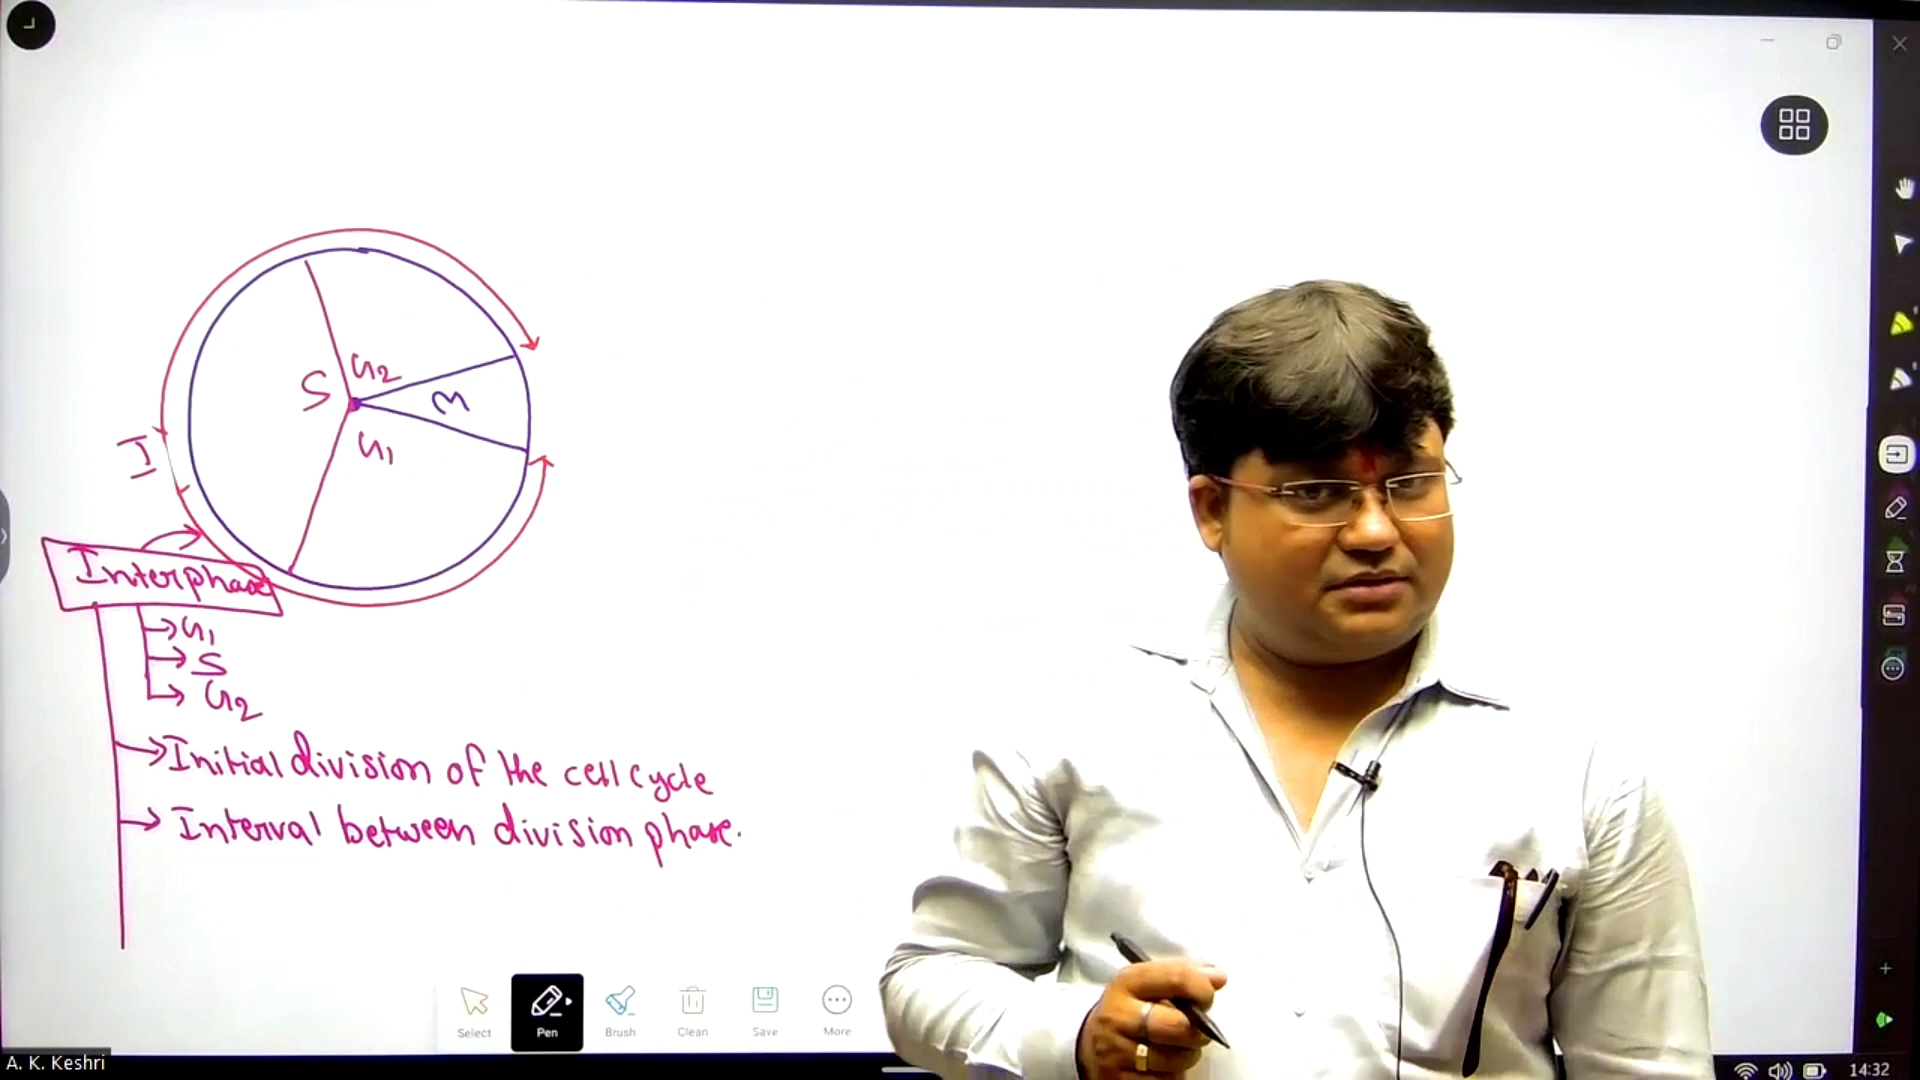 G2
S
M
G1
I
Interphase
→G1
→S
→G2
→Initial division of the cell cycle
→Interval between division phase.
Select
Pen
Brush
Clean
Save
More
A. K. Keshri
14:32